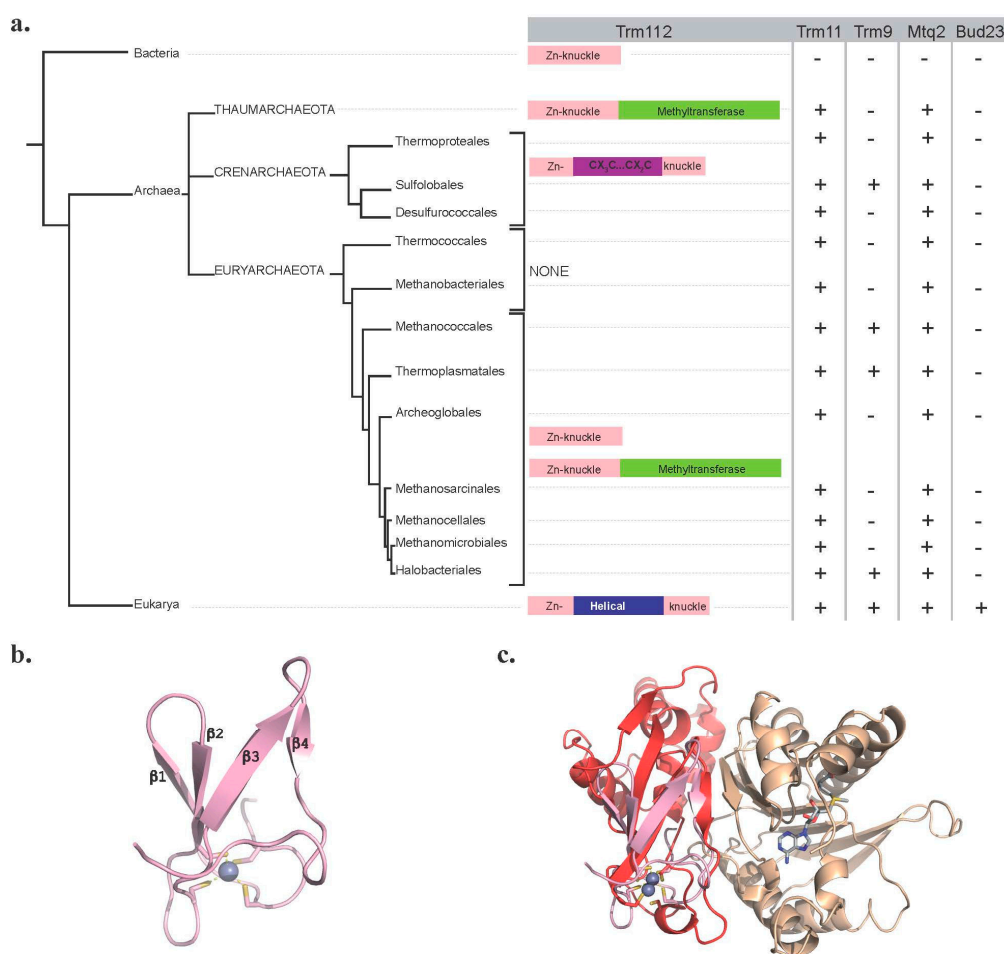 a.
Trm112 Trm11 Trm9 Mtq2 Bud23
Bacteria Zn-knuckle - - - -
THAUMARCHAEOTA Zn-knuckle Methyltransferase + - + -
Thermoproteales + - + -
CRENARCHAEOTA Zn- CX₃C...CX₂C knuckle
Archaea Sulfolobales + + + -
Desulfurococcales + - + -
Thermococcales + - + -
EURYARCHAEOTA NONE
Methanobacteriales + - + -
Methanococcales + + + -
Thermoplasmatales + + + -
Archeoglobales + - + -
Zn-knuckle
Zn-knuckle Methyltransferase
Methanosarcinales + - + -
Methanocellales + - + -
Methanomicrobiales + - + -
Halobacteriales + + + -
Eukarya Zn- Helical knuckle + + + +
b.
β1 β2 β3 β4
c.